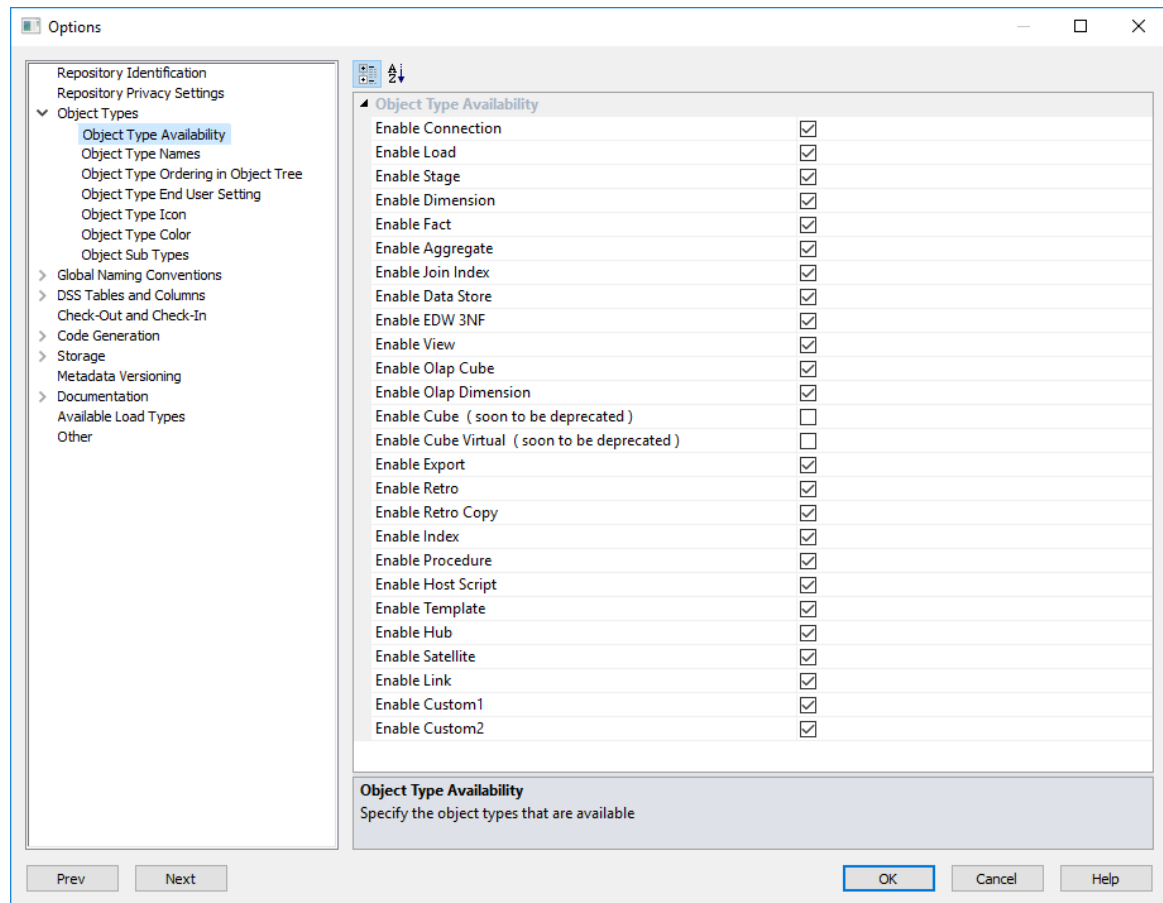 Options
Repository Identification
Repository Privacy Settings
Object Types
Object Type Availability
Object Type Names
Object Type Ordering in Object Tree
Object Type End User Setting
Object Type Icon
Object Type Color
Object Sub Types
Global Naming Conventions
DSS Tables and Columns
Check-Out and Check-In
Code Generation
Storage
Metadata Versioning
Documentation
Available Load Types
Other
Object Type Availability
Enable Connection
Enable Load
Enable Stage
Enable Dimension
Enable Fact
Enable Aggregate
Enable Join Index
Enable Data Store
Enable EDW 3NF
Enable View
Enable Olap Cube
Enable Olap Dimension
Enable Cube ( soon to be deprecated )
Enable Cube Virtual ( soon to be deprecated )
Enable Export
Enable Retro
Enable Retro Copy
Enable Index
Enable Procedure
Enable Host Script
Enable Template
Enable Hub
Enable Satellite
Enable Link
Enable Custom1
Enable Custom2
Object Type Availability
Specify the object types that are available
Prev Next OK Cancel Help